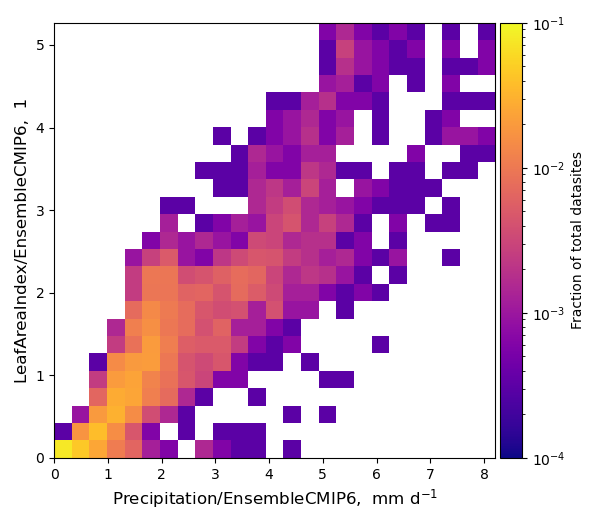 LeafAreaIndex/EnsembleCMIP6,  1
5
4
3
2
1
0
0 1 2 3 4 5 6 7 8
Precipitation/EnsembleCMIP6,  mm d⁻¹
10⁻¹
10⁻²
10⁻³
10⁻⁴
Fraction of total datasites